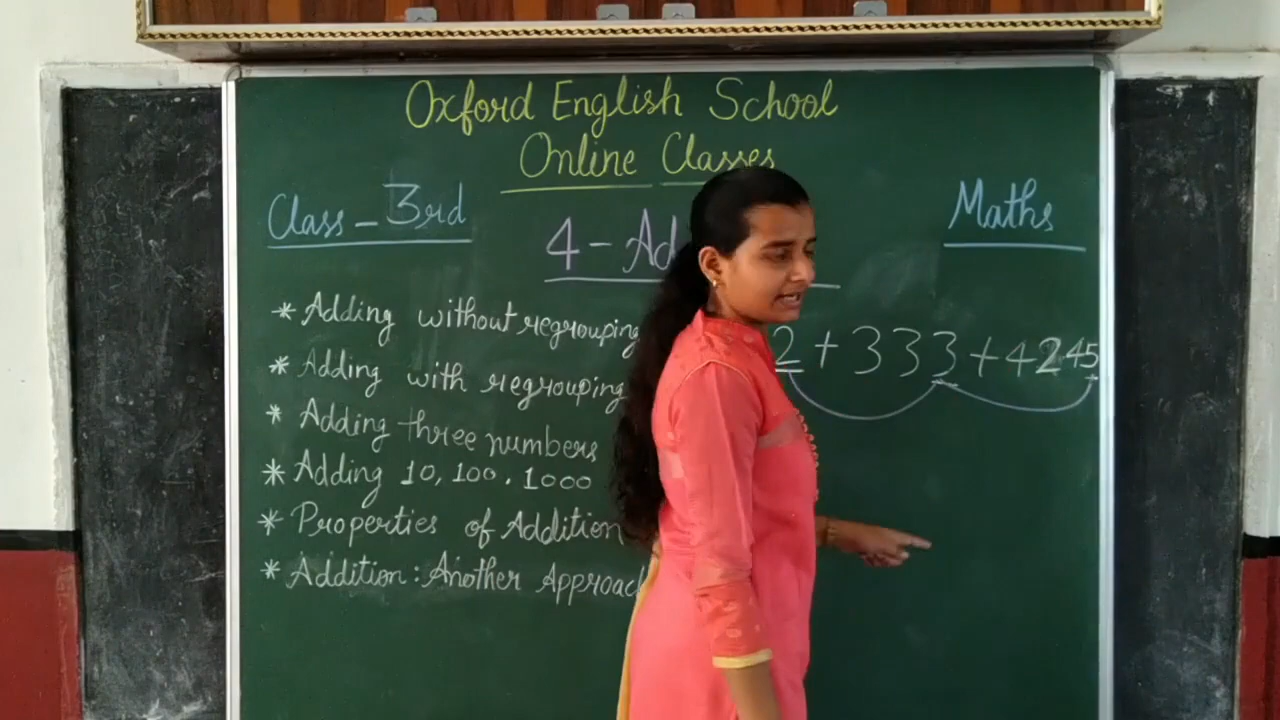 Oxford English School
Online Classes
Class - 3rd
Maths
4 - Ad
* Adding without regrouping
* Adding with regrouping
* Adding three numbers
* Adding 10, 100, 1000
* Properties of Addition
* Addition : Another Approach
2 + 333 + 4245